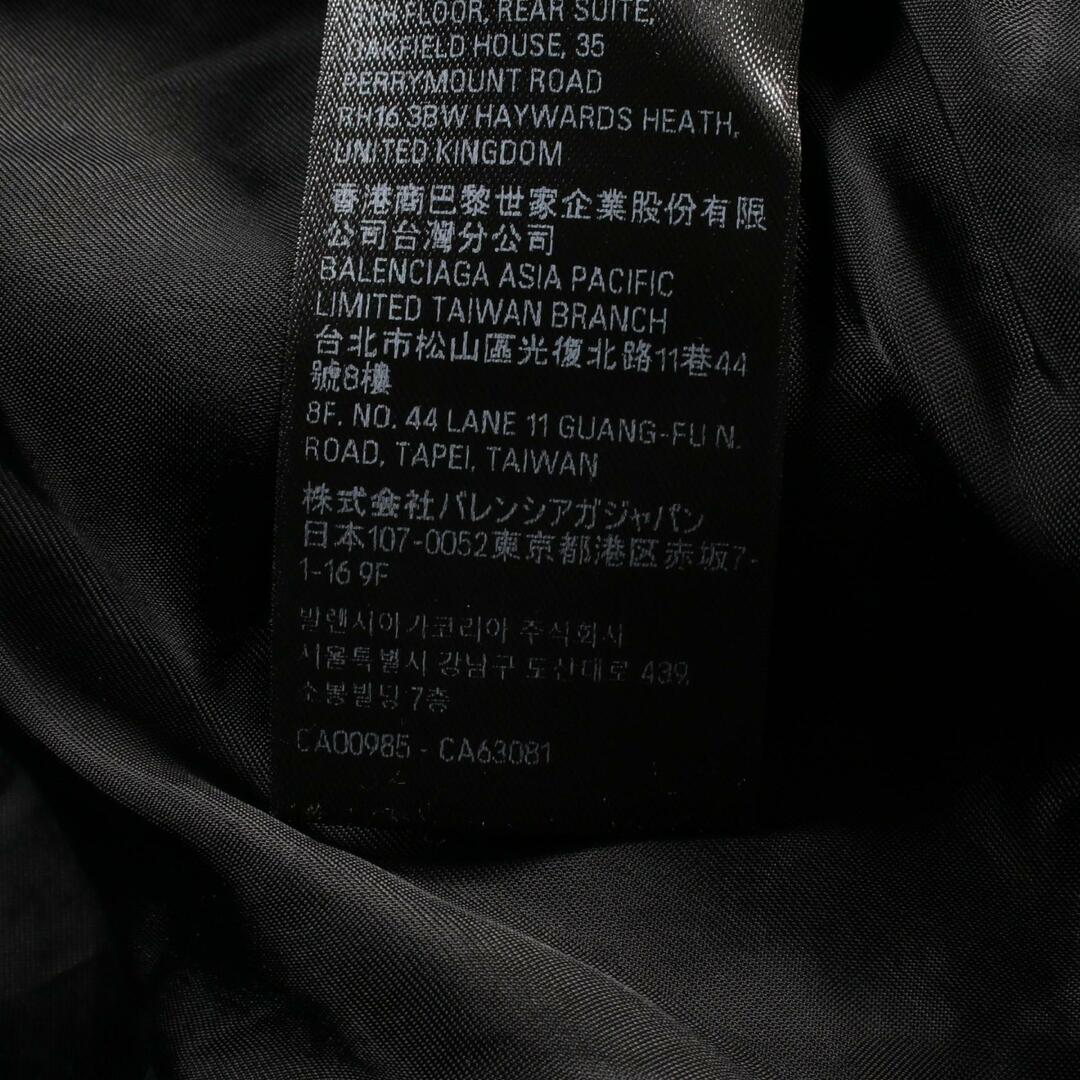 FLOOR, REAR SUITE,
OAKFIELD HOUSE, 35
PERRYMOUNT ROAD
RH16 3BW HAYWARDS HEATH,
UNITED KINGDOM
香港商巴黎世家企業股份有限
公司台灣分公司
BALENCIAGA ASIA PACIFIC
LIMITED TAIWAN BRANCH
台北市松山區光復北路11巷44
號8樓
8F. NO. 44 LANE 11 GUANG-FU N.
ROAD, TAPEI, TAIWAN
株式会社バレンシアガジャパン
日本107-0052東京都港区赤坂7-
1-16 9F
발렌시아가코리아 주식회사
서울특별시 강남구 도산대로 439,
소봉빌딩 7층
CA00985 - CA63081